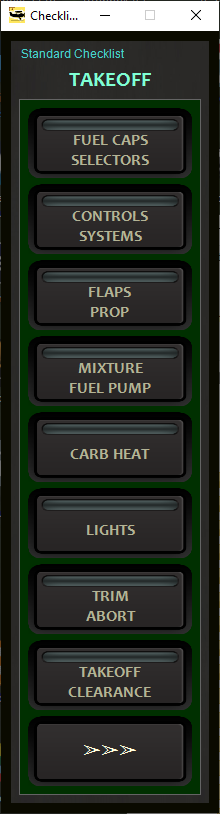 Checkli...
Standard Checklist
TAKEOFF
FUEL CAPS
SELECTORS
CONTROLS
SYSTEMS
FLAPS
PROP
MIXTURE
FUEL PUMP
CARB HEAT
LIGHTS
TRIM
ABORT
TAKEOFF
CLEARANCE
>>>